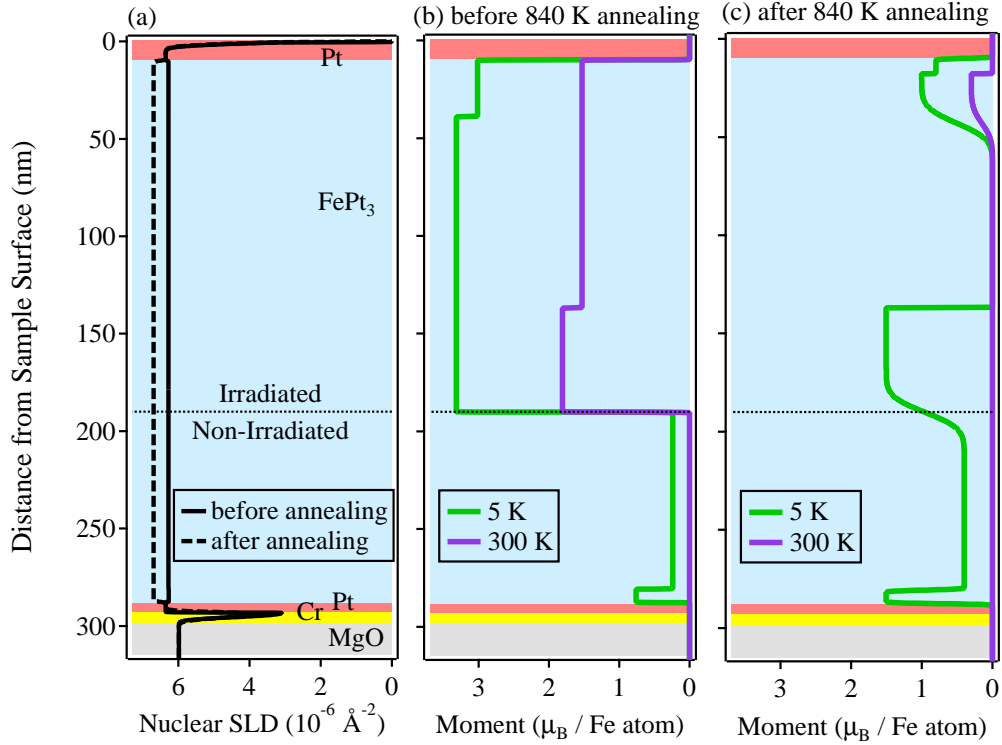 (a)
(b) before 840 K annealing
(c) after 840 K annealing
Distance from Sample Surface (nm)
0
50
100
150
200
250
300
Pt
FePt₃
Irradiated
Non-Irradiated
before annealing
after annealing
Pt
Cr
MgO
6 4 2 0
Nuclear SLD (10⁻⁶ Å⁻²)
5 K
300 K
3 2 1 0
Moment (μB / Fe atom)
5 K
300 K
3 2 1 0
Moment (μB / Fe atom)